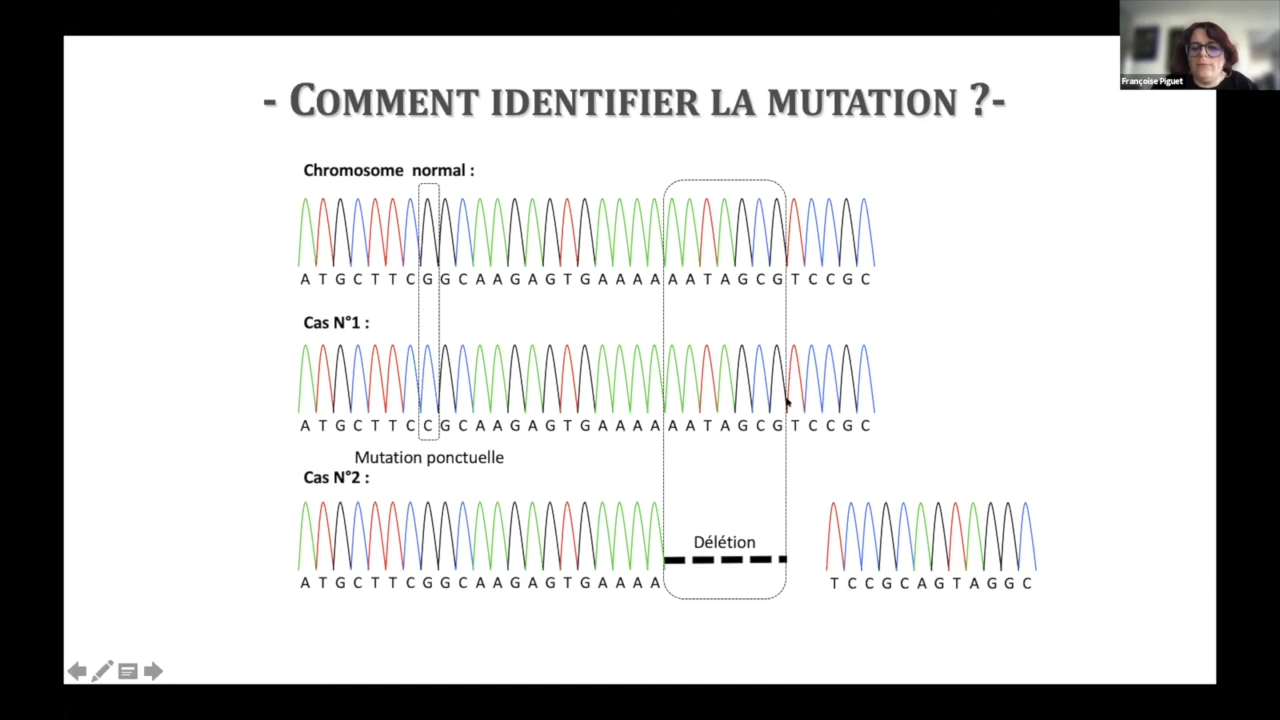 Françoise Piguet
- COMMENT IDENTIFIER LA MUTATION ?-
Chromosome normal :
A T G C T T C G G C A A G A G T G A A A A A A T A G C G T C C G C
Cas N°1 :
A T G C T T C C G C A A G A G T G A A A A A A T A G C G T C C G C
Mutation ponctuelle
Cas N°2 :
Délétion
A T G C T T C G G C A A G A G T G A A A A T C C G C A G T A G G C